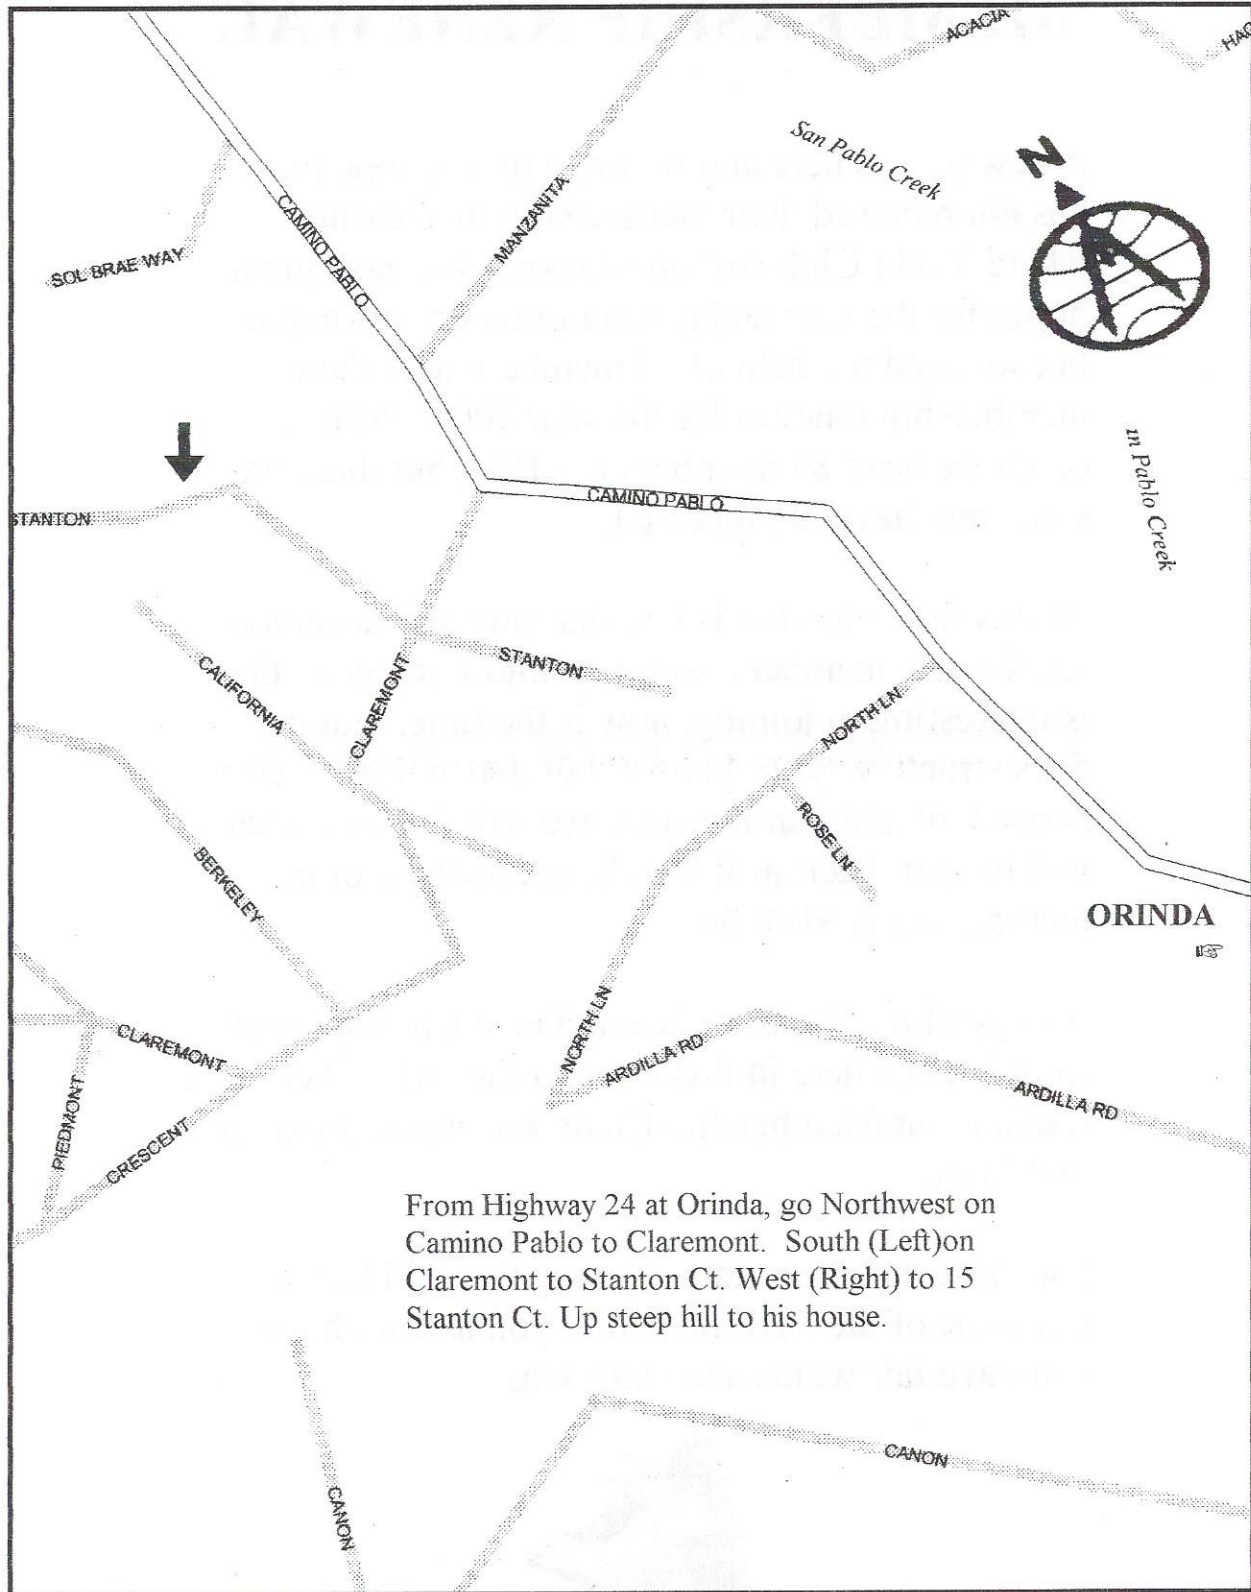 ACACIA
San Pablo Creek
N
MANZANITA
CAMINO PABLO
SOL BRAE WAY
CAMINO PABLO
STANTON
STANTON
CALIFORNIA
CLAREMONT
NORTH LN
ROSE LN
BERKELEY
ORINDA
NORTH LN
ARDILLA RD
ARDILLA RD
CLAREMONT
PIEDMONT
CRESCENT
From Highway 24 at Orinda, go Northwest on
Camino Pablo to Claremont.  South (Left)on
Claremont to Stanton Ct. West (Right) to 15
Stanton Ct. Up steep hill to his house.
CANON
CANON
in Pablo Creek